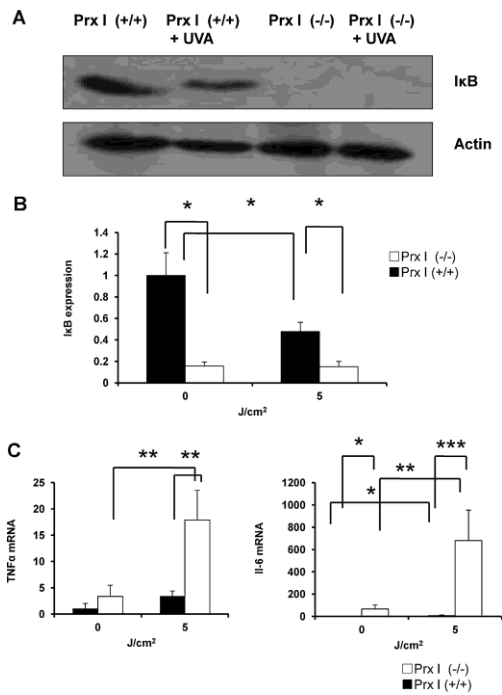 A
Prx I (+/+) Prx I (+/+) Prx I (-/-) Prx I (-/-)
+ UVA + UVA
IκB
Actin
B
* * *
1.4
1.2
1
0.8
0.6
0.4
0.2
0
IκB expression
0 5
J/cm²
Prx I (-/-)
Prx I (+/+)
C
** **
25
20
15
10
5
0
TNFα mRNA
0 5
J/cm²
* ***
**
*
1200
1000
800
600
400
200
0
Il-6 mRNA
0 5
J/cm²
Prx I (-/-)
Prx I (+/+)